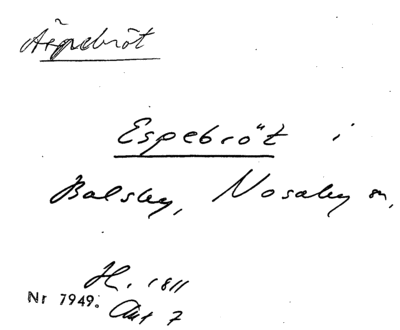 Äspebröt
Espebröt i
Balsby, Nosaby sn,
H. 1811
Nr 7949. Akt 7